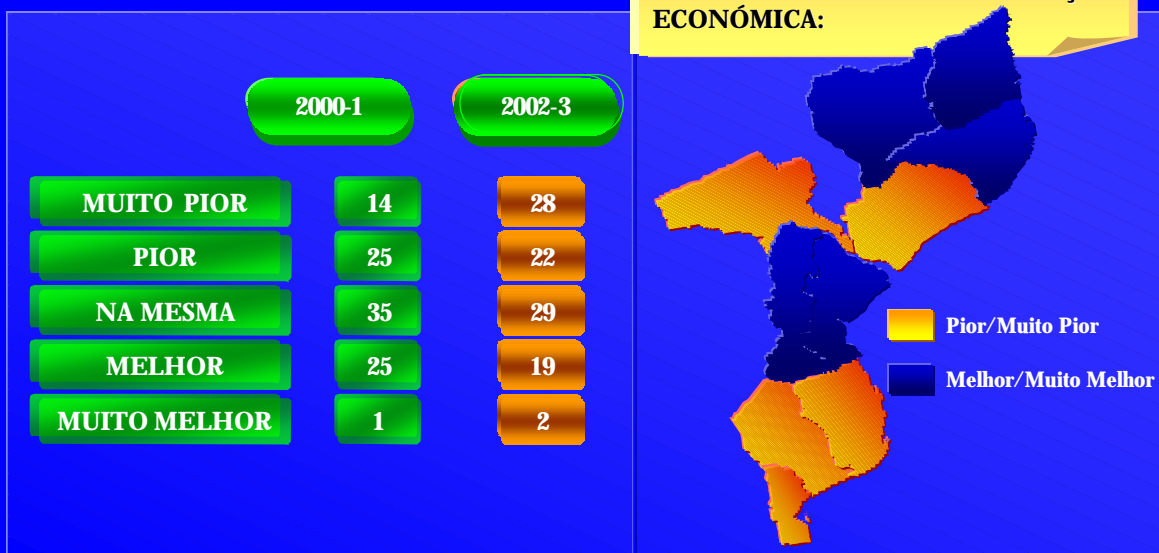 ECONÓMICA:
2000-1 2002-3
MUITO PIOR 14 28
PIOR 25 22
NA MESMA 35 29
MELHOR 25 19
MUITO MELHOR 1 2
Pior/Muito Pior
Melhor/Muito Melhor